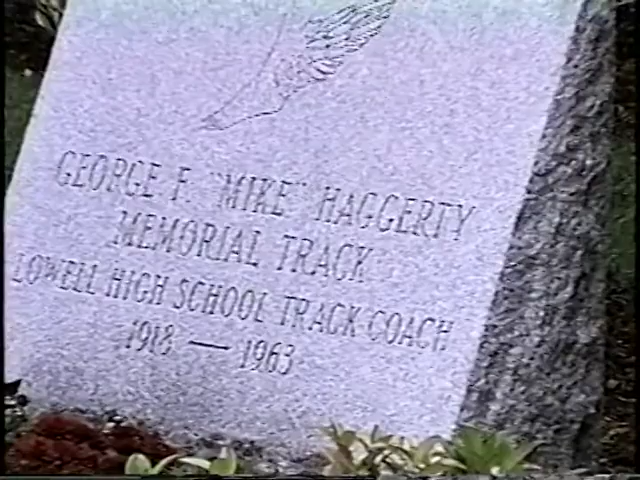 GEORGE F. "MIKE" HAGGERTY
MEMORIAL TRACK
LOWELL HIGH SCHOOL TRACK COACH
1918 — 1963